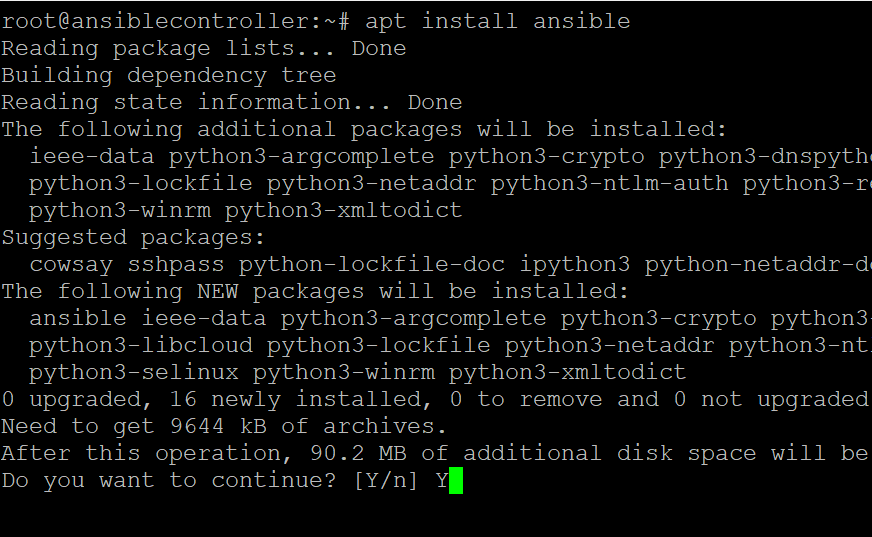 root@ansiblecontroller:~# apt install ansible
Reading package lists... Done
Building dependency tree
Reading state information... Done
The following additional packages will be installed:
  ieee-data python3-argcomplete python3-crypto python3-dnspytho
  python3-lockfile python3-netaddr python3-ntlm-auth python3-re
  python3-winrm python3-xmltodict
Suggested packages:
  cowsay sshpass python-lockfile-doc ipython3 python-netaddr-do
The following NEW packages will be installed:
  ansible ieee-data python3-argcomplete python3-crypto python3-
  python3-libcloud python3-lockfile python3-netaddr python3-ntl
  python3-selinux python3-winrm python3-xmltodict
0 upgraded, 16 newly installed, 0 to remove and 0 not upgraded
Need to get 9644 kB of archives.
After this operation, 90.2 MB of additional disk space will be
Do you want to continue? [Y/n] Y